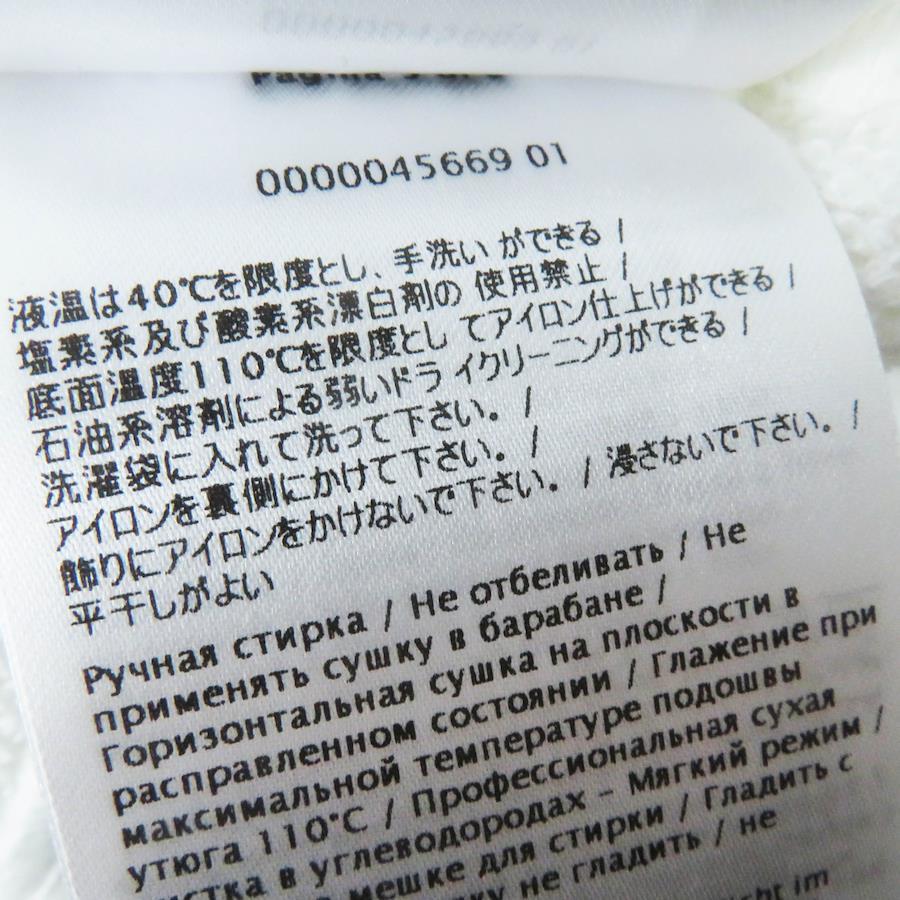 0000045669 01
液温は40℃を限度とし、手洗い ができる /
塩素系及び酸素系漂白剤の 使用禁止 /
底面温度110℃を限度とし てアイロン仕上げができる /
石油系溶剤による弱いドラ イクリーニングができる /
洗濯袋に入れて洗って下さい。 /
アイロンを裏側にかけて下さい。 /
飾りにアイロンをかけないで下さい。 / 浸さないで下さい。 /
平干しがよい
Ручная стирка / Не отбеливать / Не
применять сушку в барабане /
Горизонтальная сушка на плоскости в
расправленном состоянии / Глажение при
максимальной температуре подошвы
утюга 110°C / Профессиональная сухая
в углеводородах – Мягкий режим /
мешке для стирки / Гладить с
не гладить / не
im